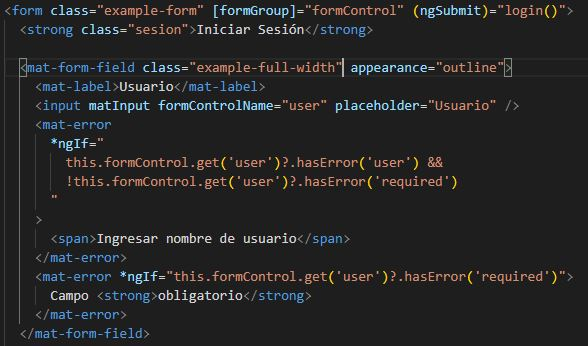 <form class="example-form" [formGroup]="formControl" (ngSubmit)="login()">
<strong class="sesion">Iniciar Sesión</strong>
<mat-form-field class="example-full-width" appearance="outline">
<mat-label>Usuario</mat-label>
<input matInput formControlName="user" placeholder="Usuario" />
<mat-error
*ngIf="
this.formControl.get('user')?.hasError('user') &&
!this.formControl.get('user')?.hasError('required')
"
>
<span>Ingresar nombre de usuario</span>
</mat-error>
<mat-error *ngIf="this.formControl.get('user')?.hasError('required')">
Campo <strong>obligatorio</strong>
</mat-error>
</mat-form-field>